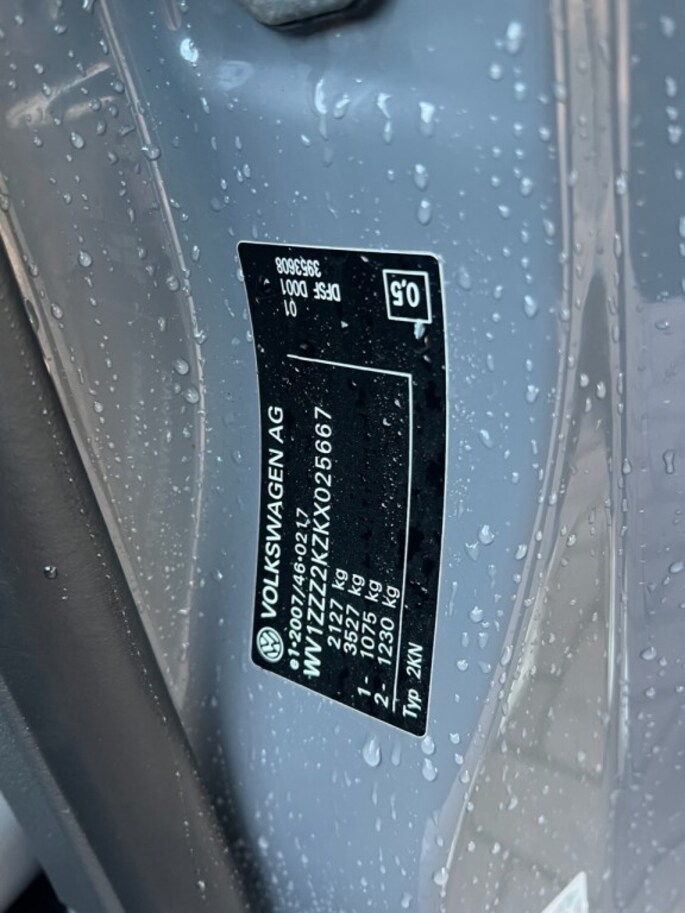 VOLKSWAGEN AG
e1*2007/46*0217
WV1ZZZ2KZKX025667
2127 kg
3527 kg
1- 1075 kg
2- 1230 kg
Typ 2KN
01
DFSF D001
3953608
0,5